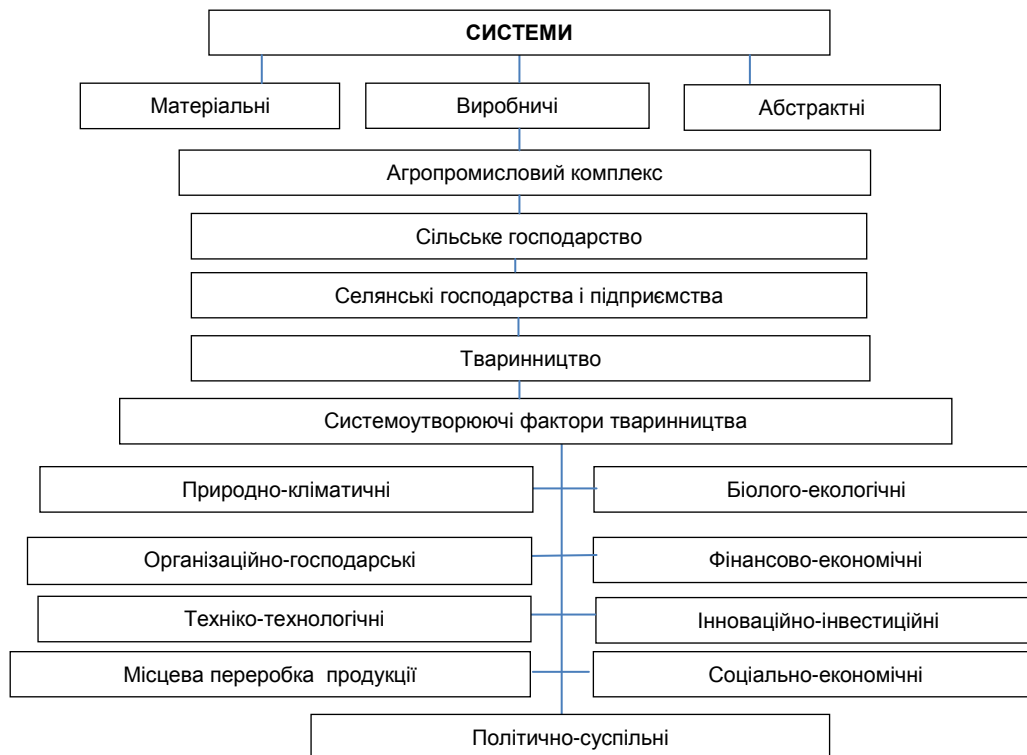 СИСТЕМИ
Матеріальні
Виробничі
Абстрактні
Агропромисловий комплекс
Сільське господарство
Селянські господарства і підприємства
Тваринництво
Системоутворюючі фактори тваринництва
Природно-кліматичні
Біолого-екологічні
Організаційно-господарські
Фінансово-економічні
Техніко-технологічні
Інноваційно-інвестиційні
Місцева переробка продукції
Соціально-економічні
Політично-суспільні